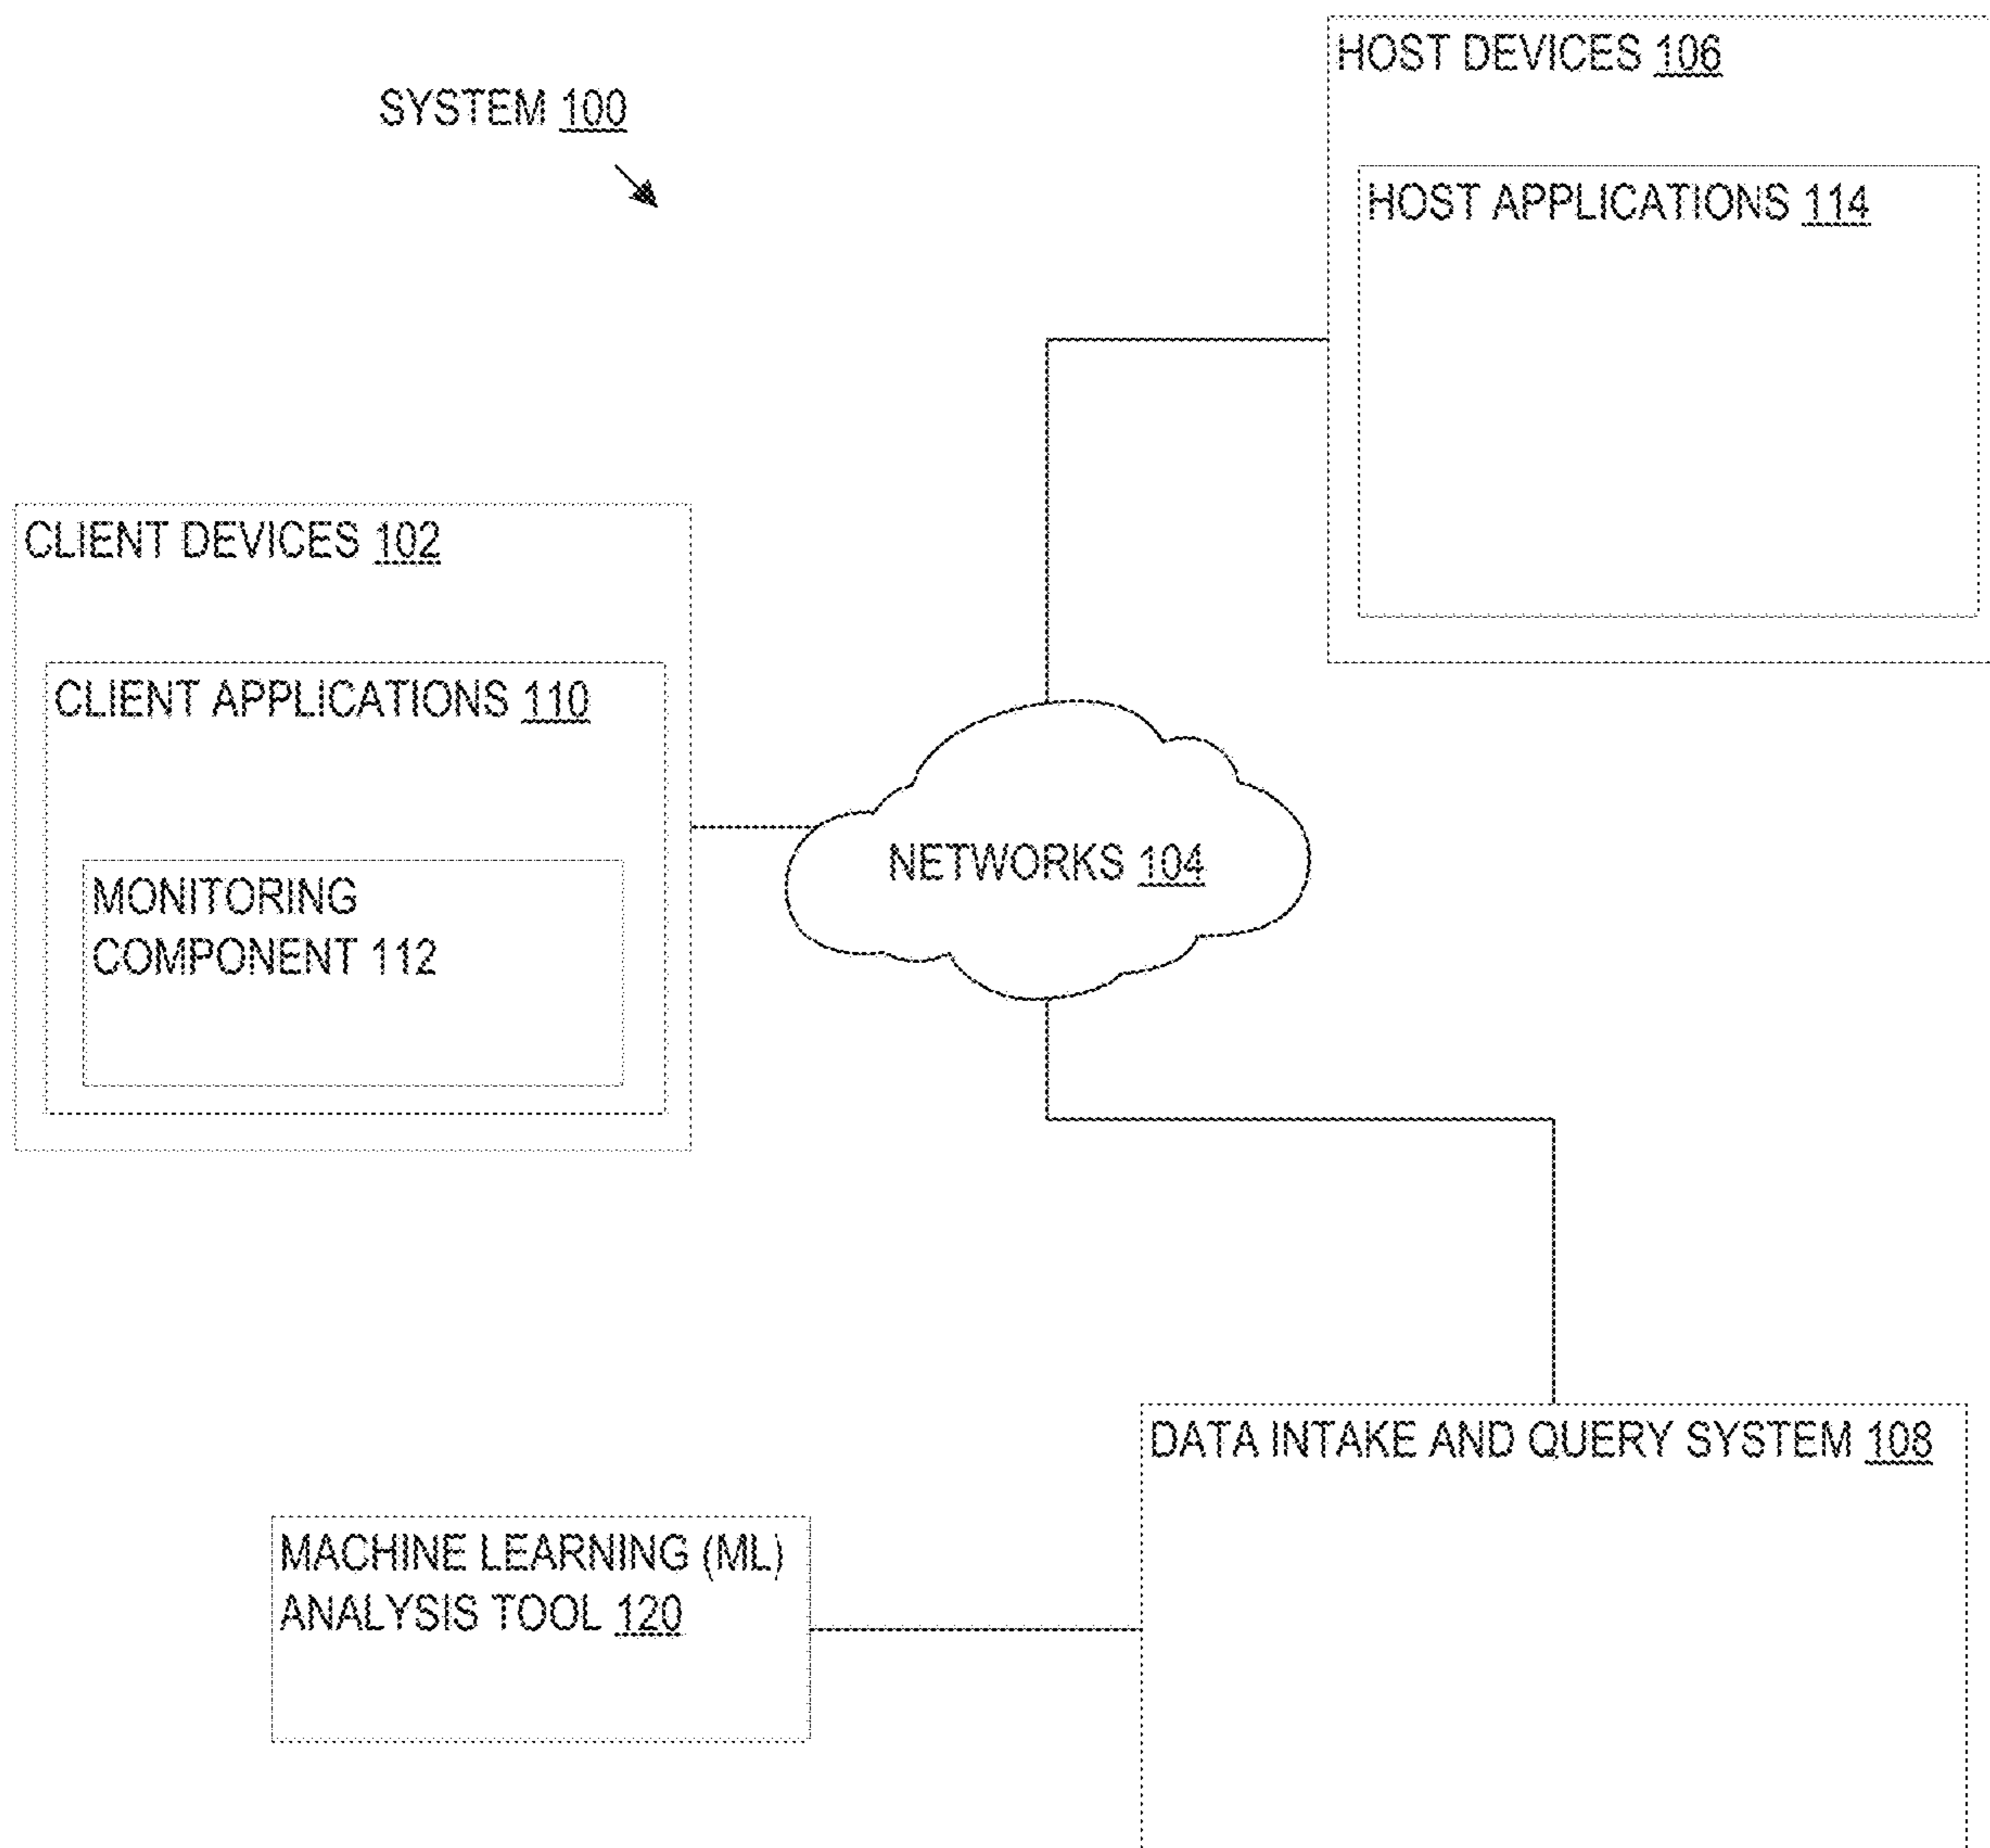 SYSTEM 100
HOST DEVICES 106
HOST APPLICATIONS 114
CLIENT DEVICES 102
CLIENT APPLICATIONS 110
MONITORING
COMPONENT 112
NETWORKS 104
DATA INTAKE AND QUERY SYSTEM 108
MACHINE LEARNING (ML)
ANALYSIS TOOL 120